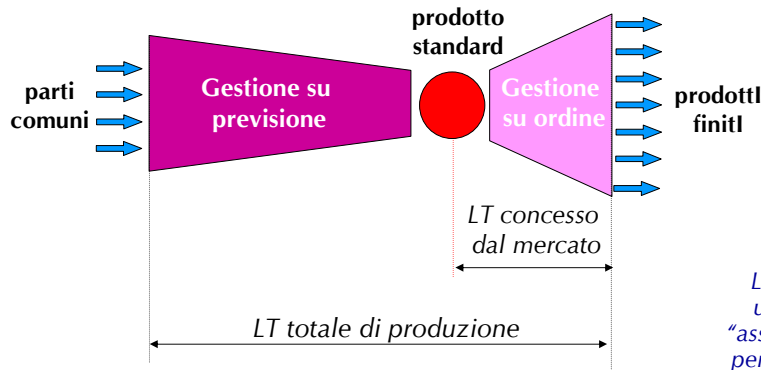 prodotto
standard
parti
comuni
Gestione su
previsione
Gestione
su ordine
prodottI
finitI
LT concesso
dal mercato
LT totale di produzione